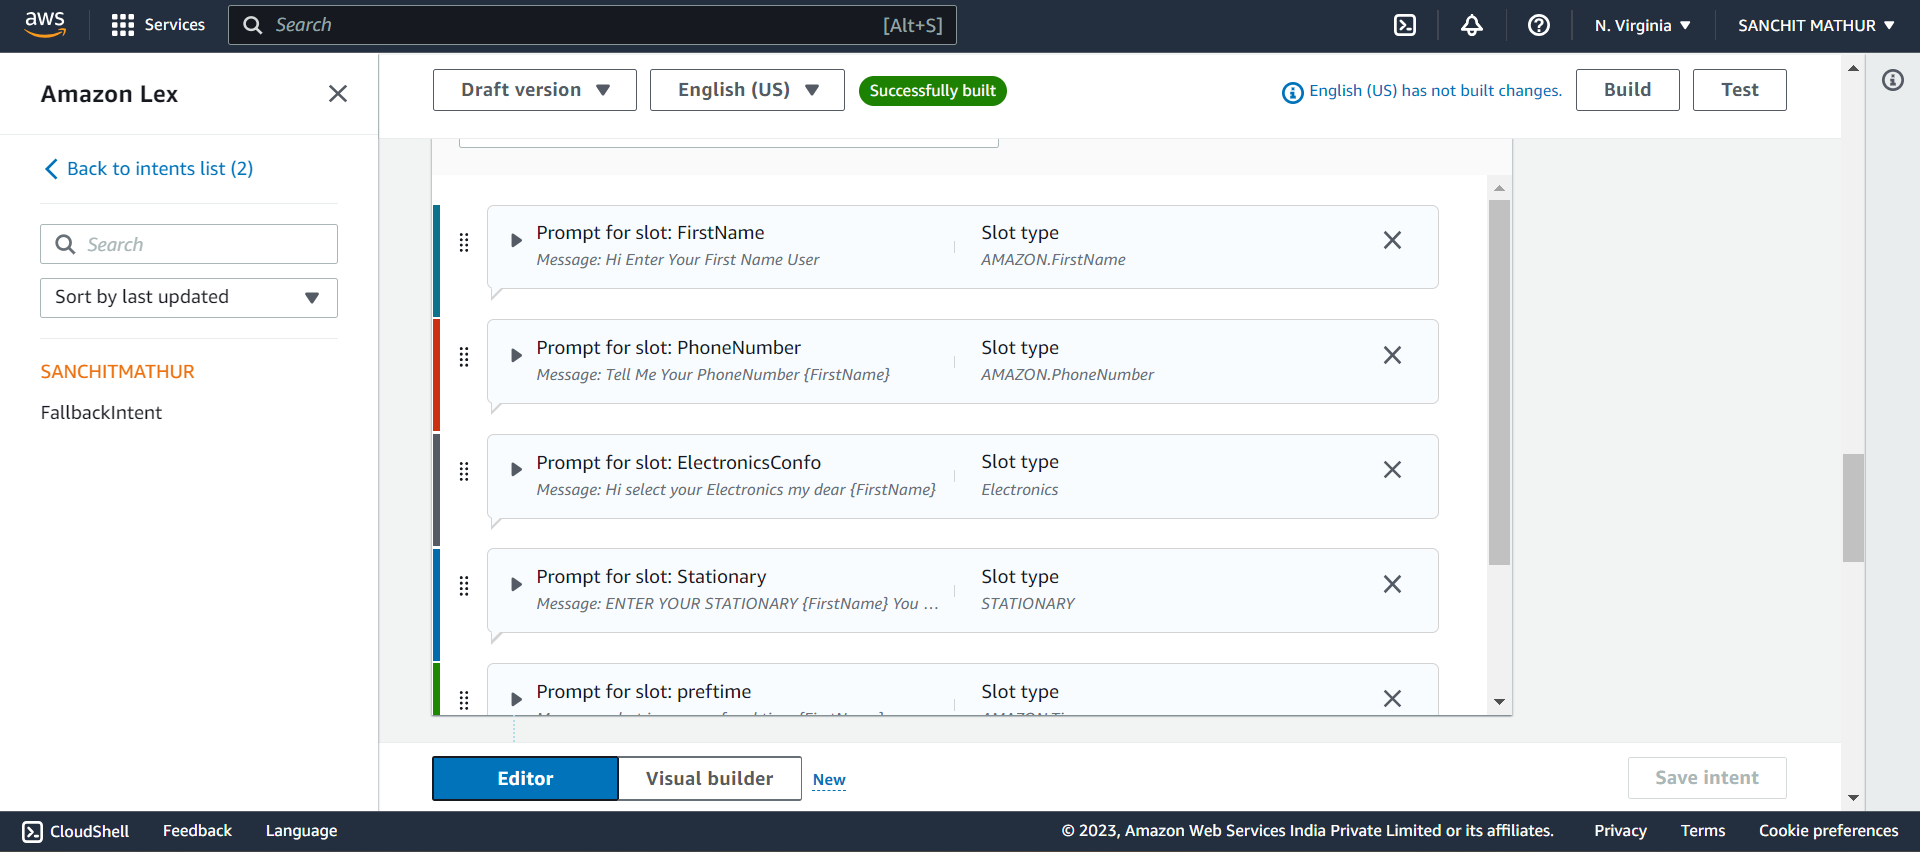 aws
Services
Search
[Alt+S]
N. Virginia
SANCHIT MATHUR
Amazon Lex
Back to intents list (2)
Search
Sort by last updated
SANCHITMATHUR
FallbackIntent
Draft version
English (US)
Successfully built
English (US) has not built changes.
Build
Test
Prompt for slot: FirstName
Message: Hi Enter Your First Name User
Slot type
AMAZON.FirstName
Prompt for slot: PhoneNumber
Message: Tell Me Your PhoneNumber {FirstName}
Slot type
AMAZON.PhoneNumber
Prompt for slot: ElectronicsConfo
Message: Hi select your Electronics my dear {FirstName}
Slot type
Electronics
Prompt for slot: Stationary
Message: ENTER YOUR STATIONARY {FirstName} You ...
Slot type
STATIONARY
Prompt for slot: preftime
Slot type
Editor
Visual builder
New
Save intent
CloudShell
Feedback
Language
© 2023, Amazon Web Services India Private Limited or its affiliates.
Privacy
Terms
Cookie preferences